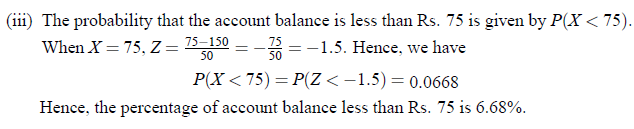 (iii) The probability that the account balance is less than Rs. 75 is given by P(X < 75).
When X = 75, Z = \frac{75-150}{50} = -\frac{75}{50} = -1.5. Hence, we have
P(X < 75) = P(Z < -1.5) = 0.0668
Hence, the percentage of account balance less than Rs. 75 is 6.68%.